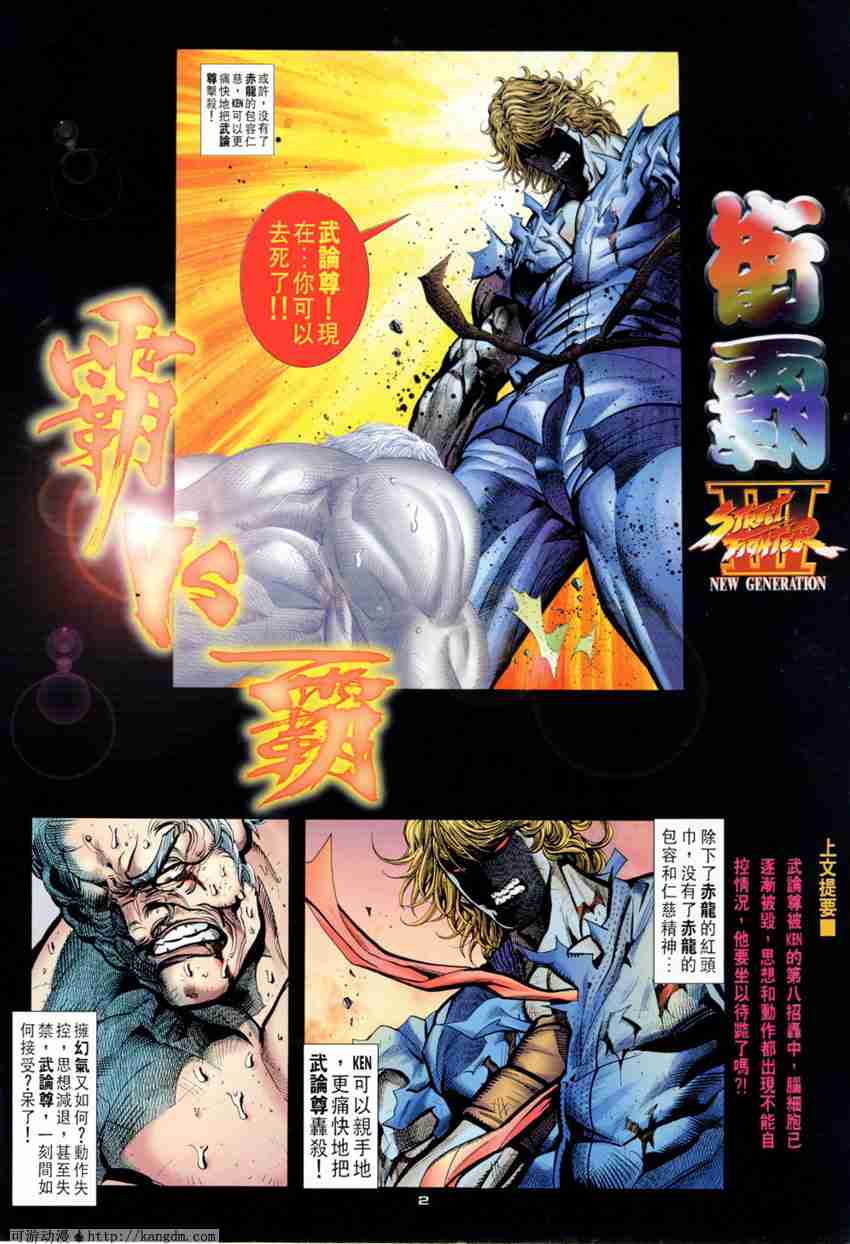 街霸
STREET
FIGHTER
III
NEW GENERATION
或許，没有了
赤龍的包容仁
慈，KEN可以更
痛快地把武論
尊擊殺！
武論尊！現
在…你可以
去死了!!
霸
VS
霸
上文提要■
武論尊被KEN的第八招轟中，腦細胞已
逐漸被毀，思想和動作都出現不能自
控情況，他要坐以待斃了嗎?!
除下了赤龍的紅頭
巾，没有了赤龍的
包容和仁慈精神…
KEN可以親手地
，更痛快地把
武論尊轟殺！
擁幻氣又如何？動作失
控，思想減退，甚至失
禁，武論尊，一刻間如
何接受？呆了！
2
可游动漫 http://kangdm.com